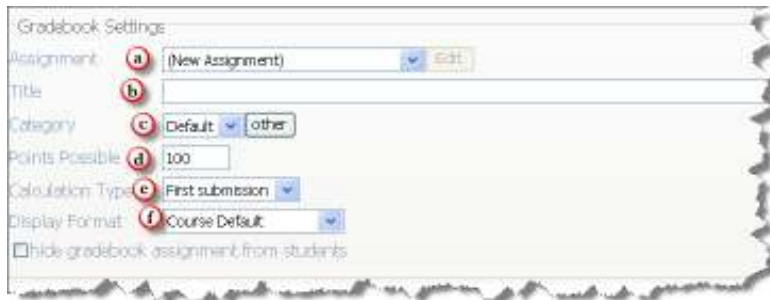 Gradebook Settings
Assignment a (New Assignment) Edit
Title b
Category c Default other
Points Possible d 100
Calculation Type e First submission
Display Format f Course Default
hide gradebook assignment from students